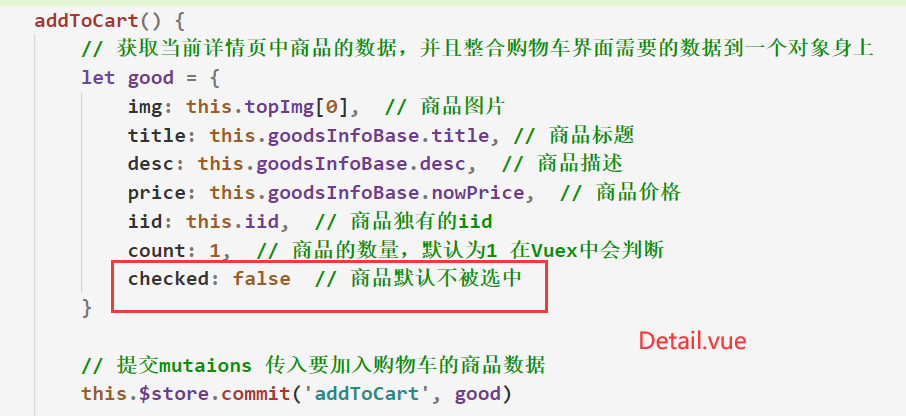 addToCart() {
// 获取当前详情页中商品的数据，并且整合购物车界面需要的数据到一个对象身上
let good = {
img: this.topImg[0],  // 商品图片
title: this.goodsInfoBase.title, // 商品标题
desc: this.goodsInfoBase.desc,  // 商品描述
price: this.goodsInfoBase.nowPrice,  // 商品价格
iid: this.iid,  // 商品独有的iid
count: 1,  // 商品的数量，默认为1 在Vuex中会判断
checked: false  // 商品默认不被选中
}
Detail.vue
// 提交mutaions 传入要加入购物车的商品数据
this.$store.commit('addToCart', good)